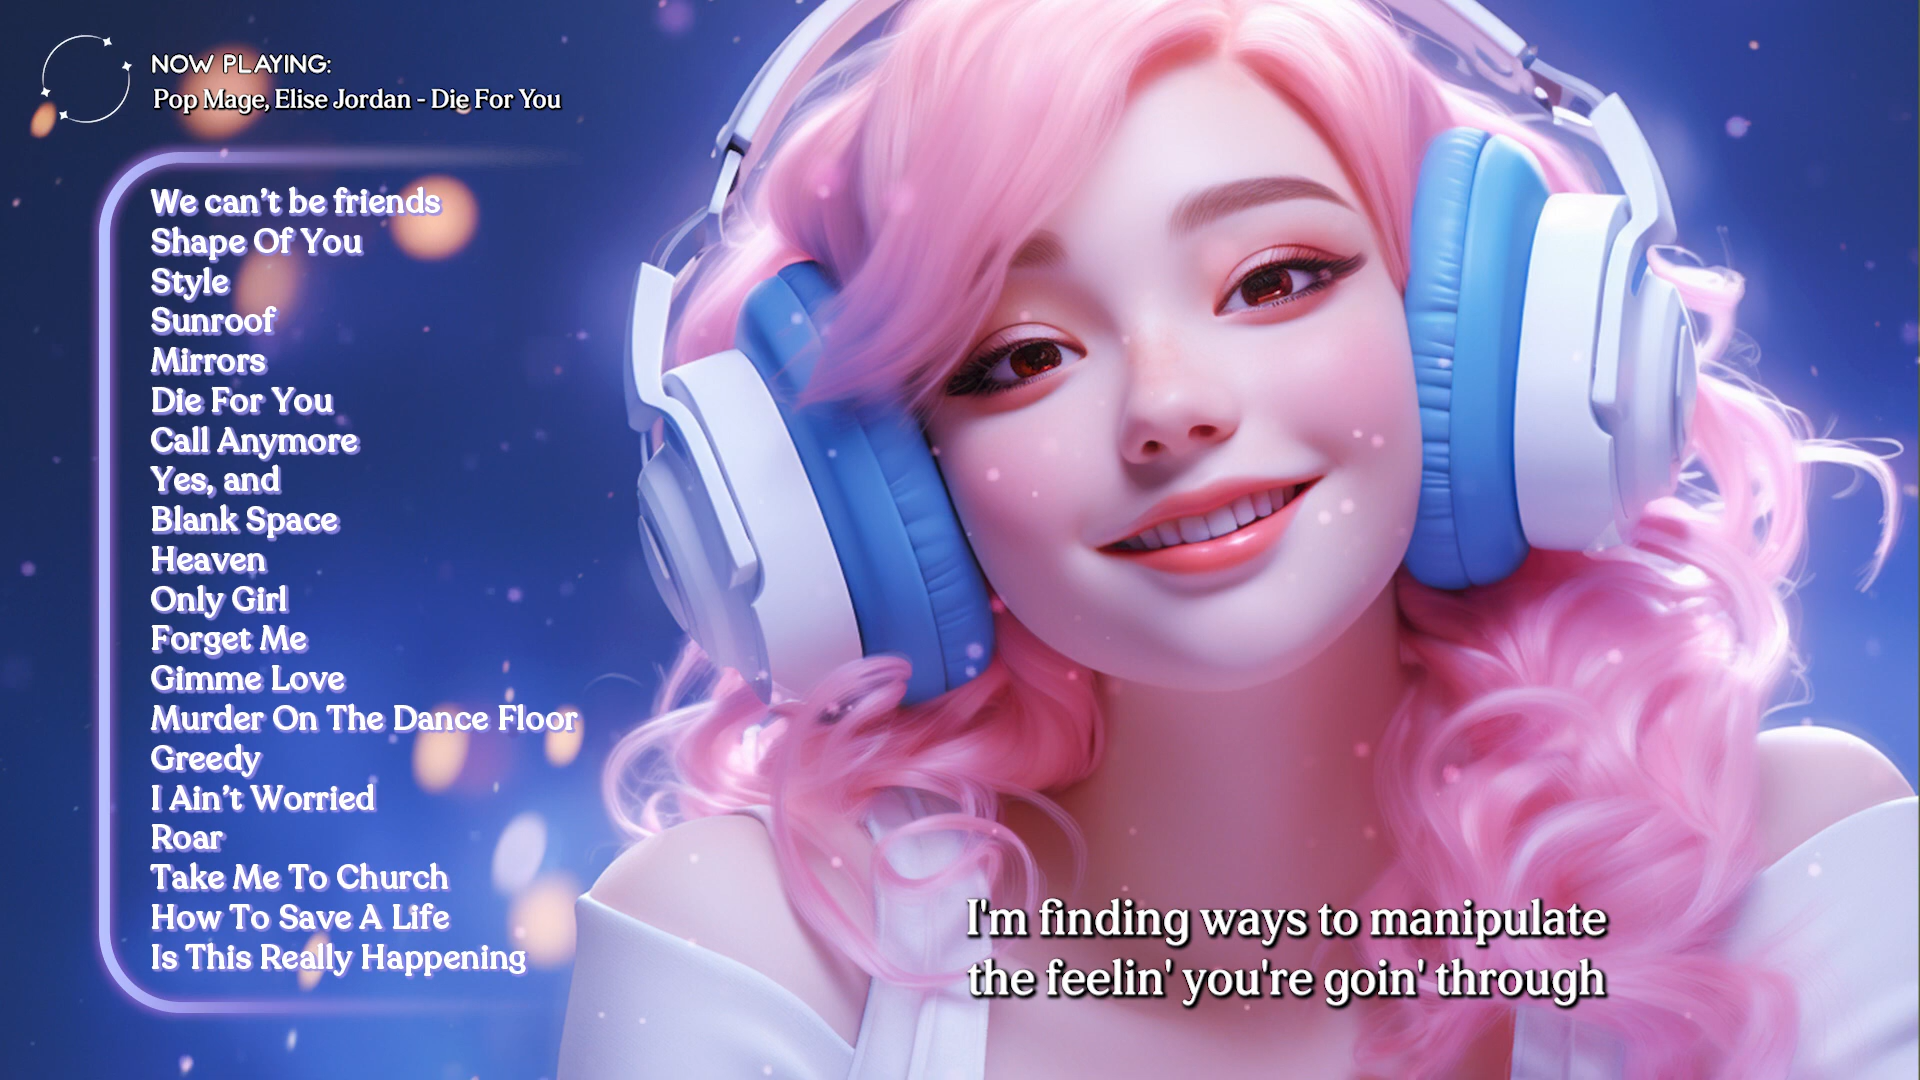 NOW PLAYING:
Pop Mage, Elise Jordan - Die For You
We can't be friends
Shape Of You
Style
Sunroof
Mirrors
Die For You
Call Anymore
Yes, and
Blank Space
Heaven
Only Girl
Forget Me
Gimme Love
Murder On The Dance Floor
Greedy
I Ain't Worried
Roar
Take Me To Church
How To Save A Life
Is This Really Happening
I'm finding ways to manipulate
the feelin' you're goin' through